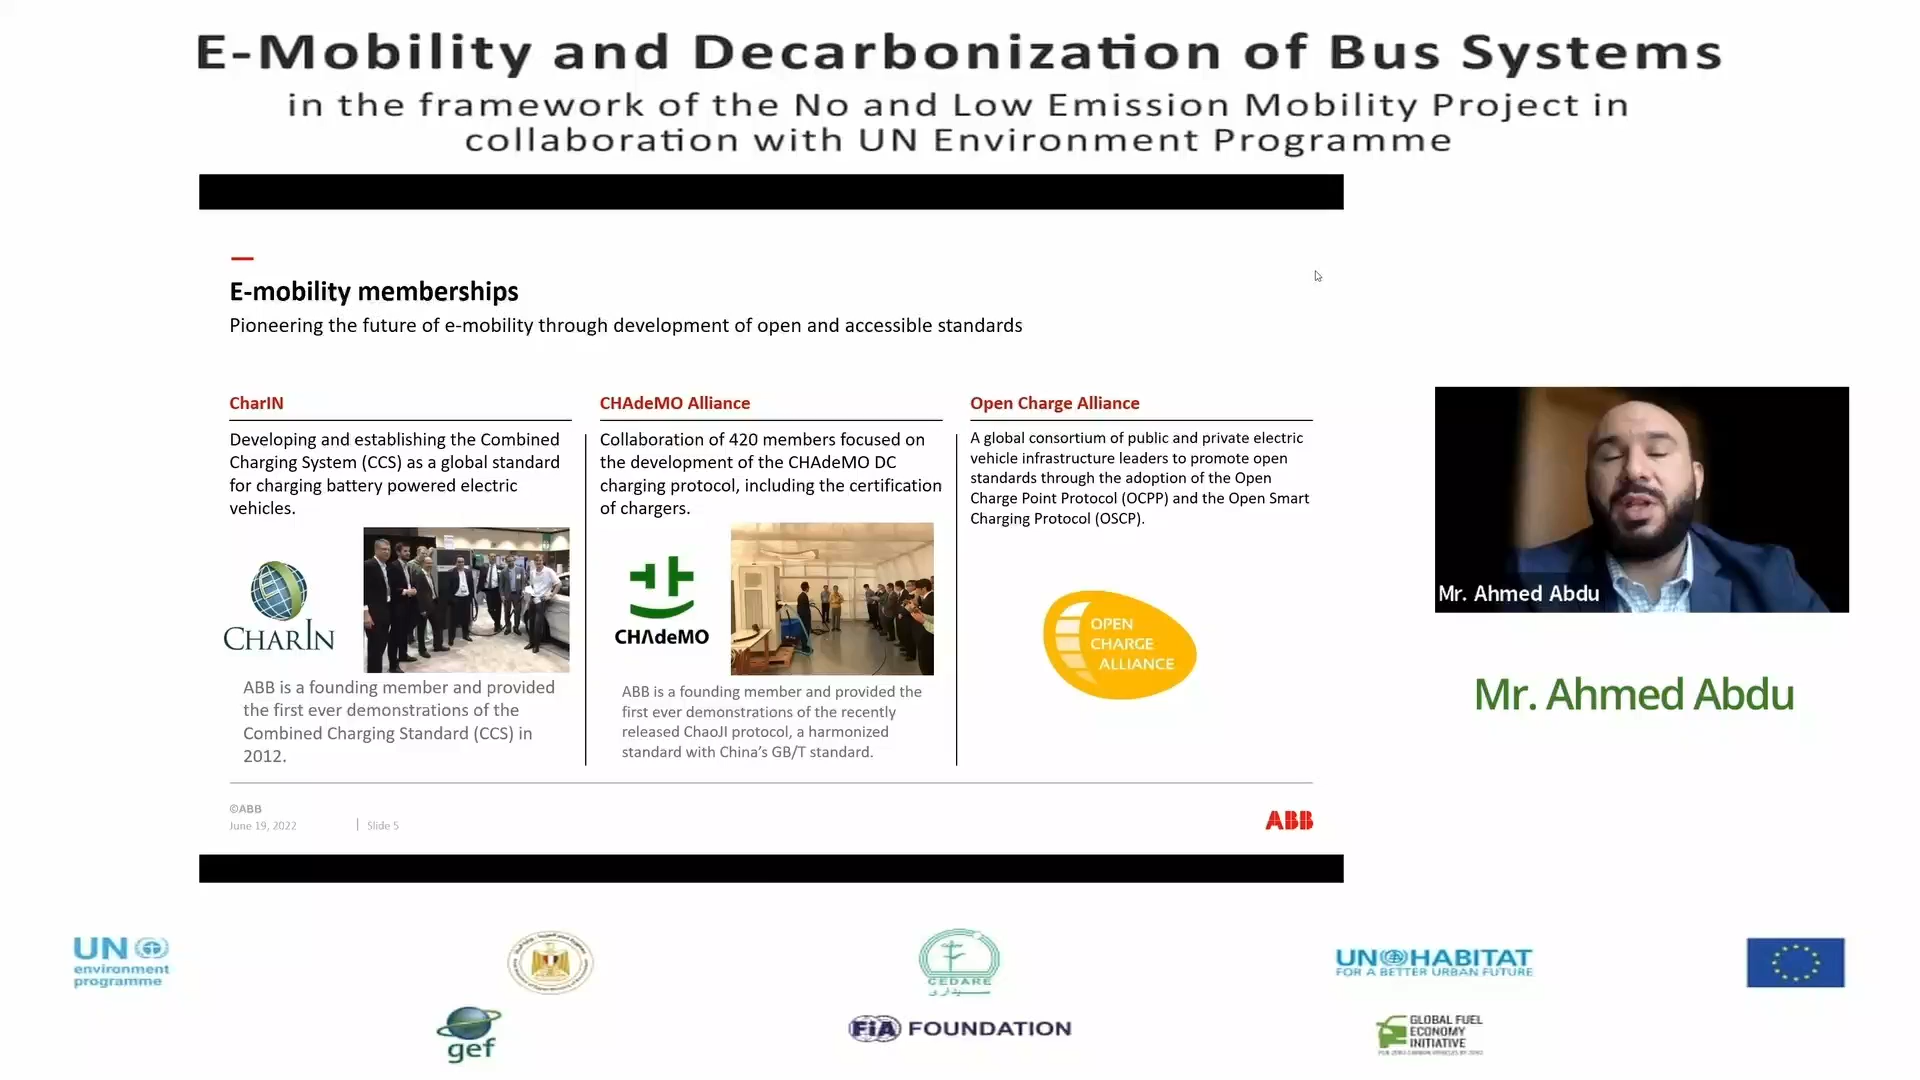 E-Mobility and Decarbonization of Bus Systems
in the framework of the No and Low Emission Mobility Project in
collaboration with UN Environment Programme
E-mobility memberships
Pioneering the future of e-mobility through development of open and accessible standards
CharIN
Developing and establishing the Combined
Charging System (CCS) as a global standard
for charging battery powered electric
vehicles.
CHARIN
ABB is a founding member and provided
the first ever demonstrations of the
Combined Charging Standard (CCS) in
2012.
CHAdeMO Alliance
Collaboration of 420 members focused on
the development of the CHAdeMO DC
charging protocol, including the certification
of chargers.
CHAdeMO
ABB is a founding member and provided the
first ever demonstrations of the recently
released ChaoJI protocol, a harmonized
standard with China's GB/T standard.
Open Charge Alliance
A global consortium of public and private electric
vehicle infrastructure leaders to promote open
standards through the adoption of the Open
Charge Point Protocol (OCPP) and the Open Smart
Charging Protocol (OSCP).
OPEN
CHARGE
ALLIANCE
©ABB
June 19, 2022
Slide 5
ABB
Mr. Ahmed Abdu
Mr. Ahmed Abdu
UN
environment
programme
CEDARE
سيداري
UN HABITAT
FOR A BETTER URBAN FUTURE
gef
FiA FOUNDATION
GLOBAL FUEL
ECONOMY
INITIATIVE